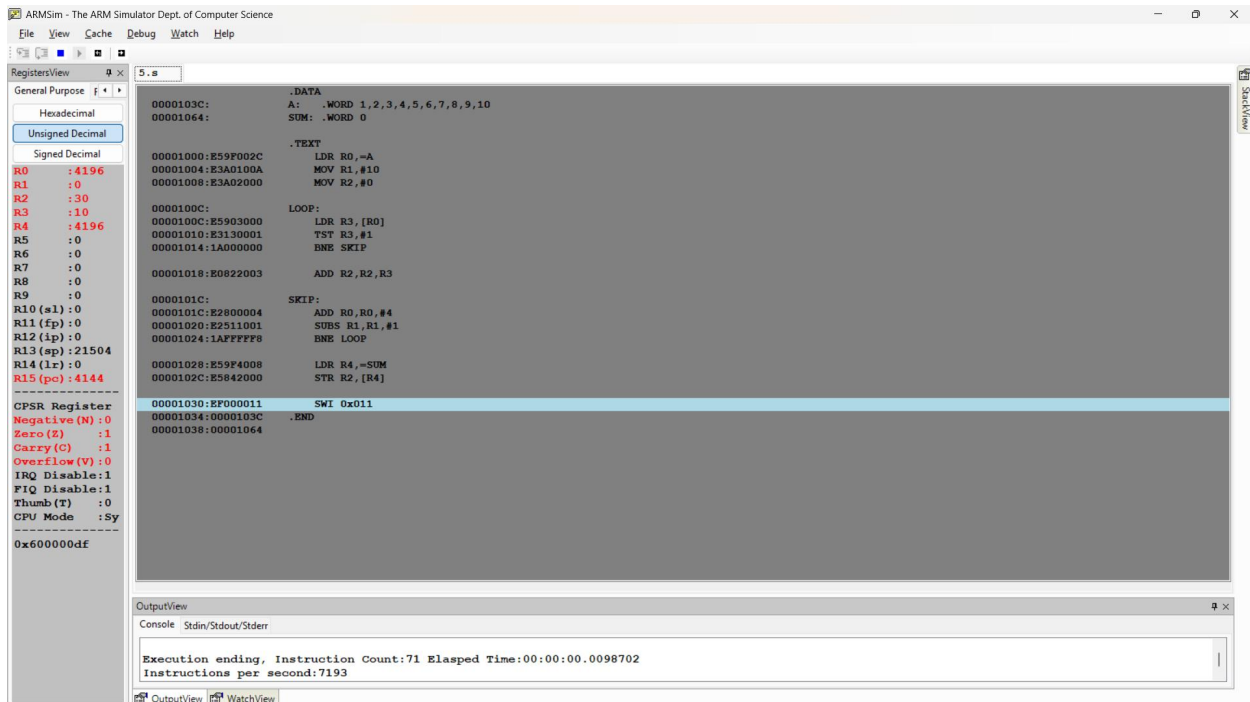 ARMSim - The ARM Simulator Dept. of Computer Science
File View Cache Debug Watch Help
RegistersView
5.s
General Purpose F
Hexadecimal
Unsigned Decimal
Signed Decimal
R0 :4196
R1 :0
R2 :30
R3 :10
R4 :4196
R5 :0
R6 :0
R7 :0
R8 :0
R9 :0
R10(sl):0
R11(fp):0
R12(ip):0
R13(sp):21504
R14(lr):0
R15(pc):4144
---------------
CPSR Register
Negative(N):0
Zero(Z) :1
Carry(C) :1
Overflow(V):0
IRQ Disable:1
FIQ Disable:1
Thumb(T) :0
CPU Mode :Sy
---------------
0x600000df
.DATA
0000103C: A: .WORD 1,2,3,4,5,6,7,8,9,10
00001064: SUM: .WORD 0
.TEXT
00001000:E59F002C LDR R0,=A
00001004:E3A0100A MOV R1,#10
00001008:E3A02000 MOV R2,#0
0000100C: LOOP:
0000100C:E5903000 LDR R3,[R0]
00001010:E3130001 TST R3,#1
00001014:1A000000 BNE SKIP
00001018:E0822003 ADD R2,R2,R3
0000101C: SKIP:
0000101C:E2800004 ADD R0,R0,#4
00001020:E2511001 SUBS R1,R1,#1
00001024:1AFFFFF8 BNE LOOP
00001028:E59F4008 LDR R4,=SUM
0000102C:E5842000 STR R2,[R4]
00001030:EF000011 SWI 0x011
00001034:0000103C .END
00001038:00001064
StackView
OutputView
Console Stdin/Stdout/Stderr
Execution ending, Instruction Count:71 Elasped Time:00:00:00.0098702
Instructions per second:7193
OutputView WatchView